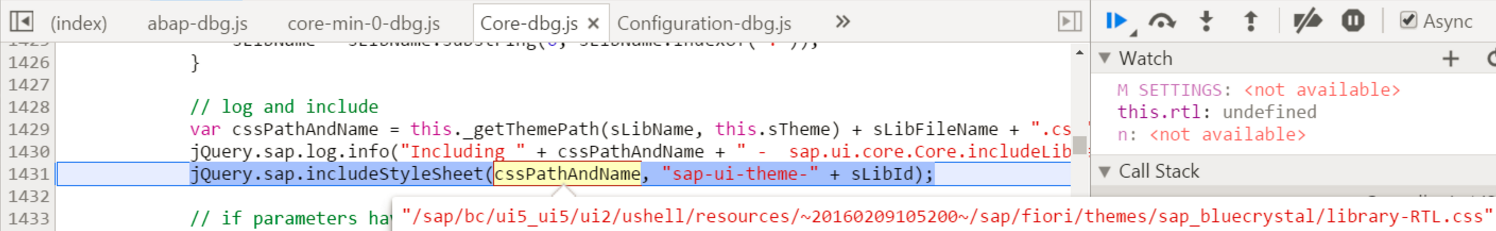 (index) abap-dbg.js core-min-0-dbg.js Core-dbg.js × Configuration-dbg.js » Async
1426 }
Watch
1427
1428 // log and include
M SETTINGS: <not available>
1429 var cssPathAndName = this._getThemePath(sLibName, this.sTheme) + sLibFileName + ".cs
this.rtl: undefined
1430 jQuery.sap.log.info("Including " + cssPathAndName + " - sap.ui.core.Core.includeLib
n: <not available>
1431 jQuery.sap.includeStyleSheet(cssPathAndName, "sap-ui-theme-" + sLibId);
Call Stack
1432
1433 // if parameters hav
"/sap/bc/ui5_ui5/ui2/ushell/resources/~20160209105200~/sap/fiori/themes/sap_bluecrystal/library-RTL.css"